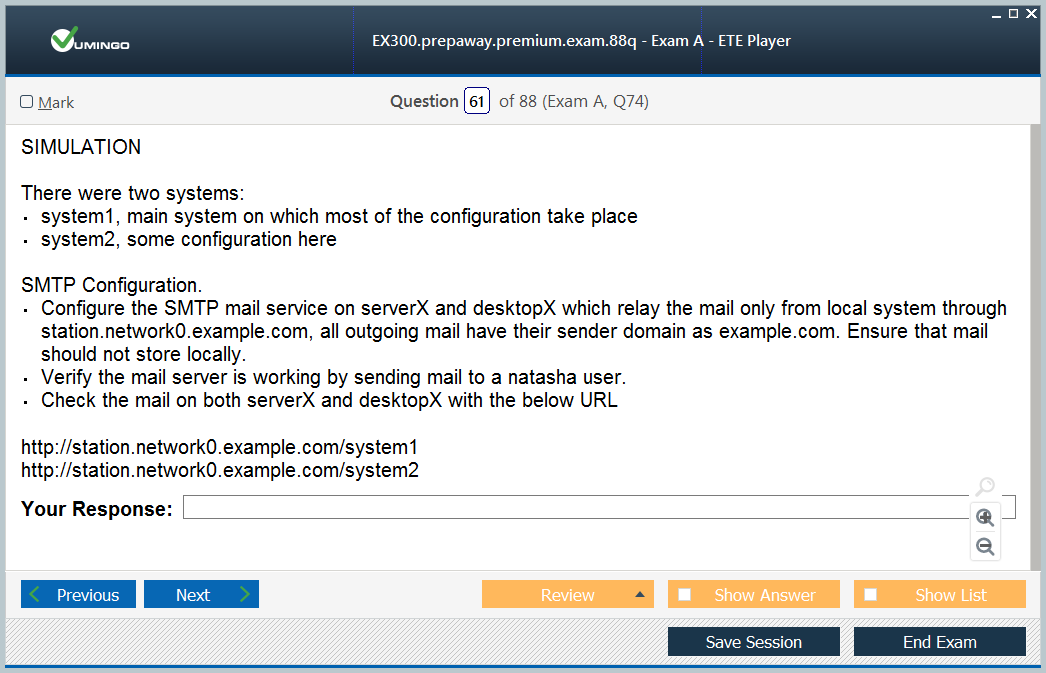 VUMINGO
EX300.prepaway.premium.exam.88q - Exam A - ETE Player
Mark
Question 61 of 88 (Exam A, Q74)
SIMULATION
There were two systems:
• system1, main system on which most of the configuration take place
• system2, some configuration here
SMTP Configuration.
• Configure the SMTP mail service on serverX and desktopX which relay the mail only from local system through
station.network0.example.com, all outgoing mail have their sender domain as example.com. Ensure that mail
should not store locally.
• Verify the mail server is working by sending mail to a natasha user.
• Check the mail on both serverX and desktopX with the below URL
http://station.network0.example.com/system1
http://station.network0.example.com/system2
Your Response:
Previous
Next
Review
Show Answer
Show List
Save Session
End Exam